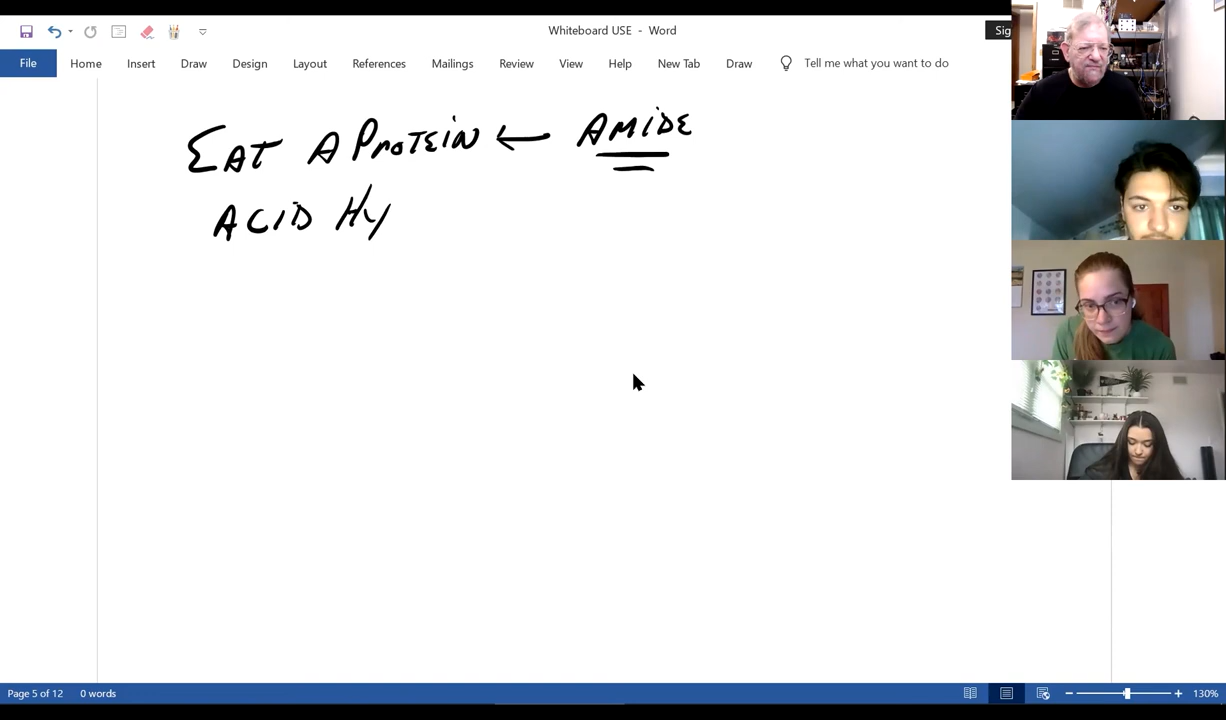 Whiteboard USE - Word
Sig
File Home Insert Draw Design Layout References Mailings Review View Help New Tab Draw Tell me what you want to do
EAT A PROTEIN ← AMIDE
ACID HY
Page 5 of 12 0 words
130%